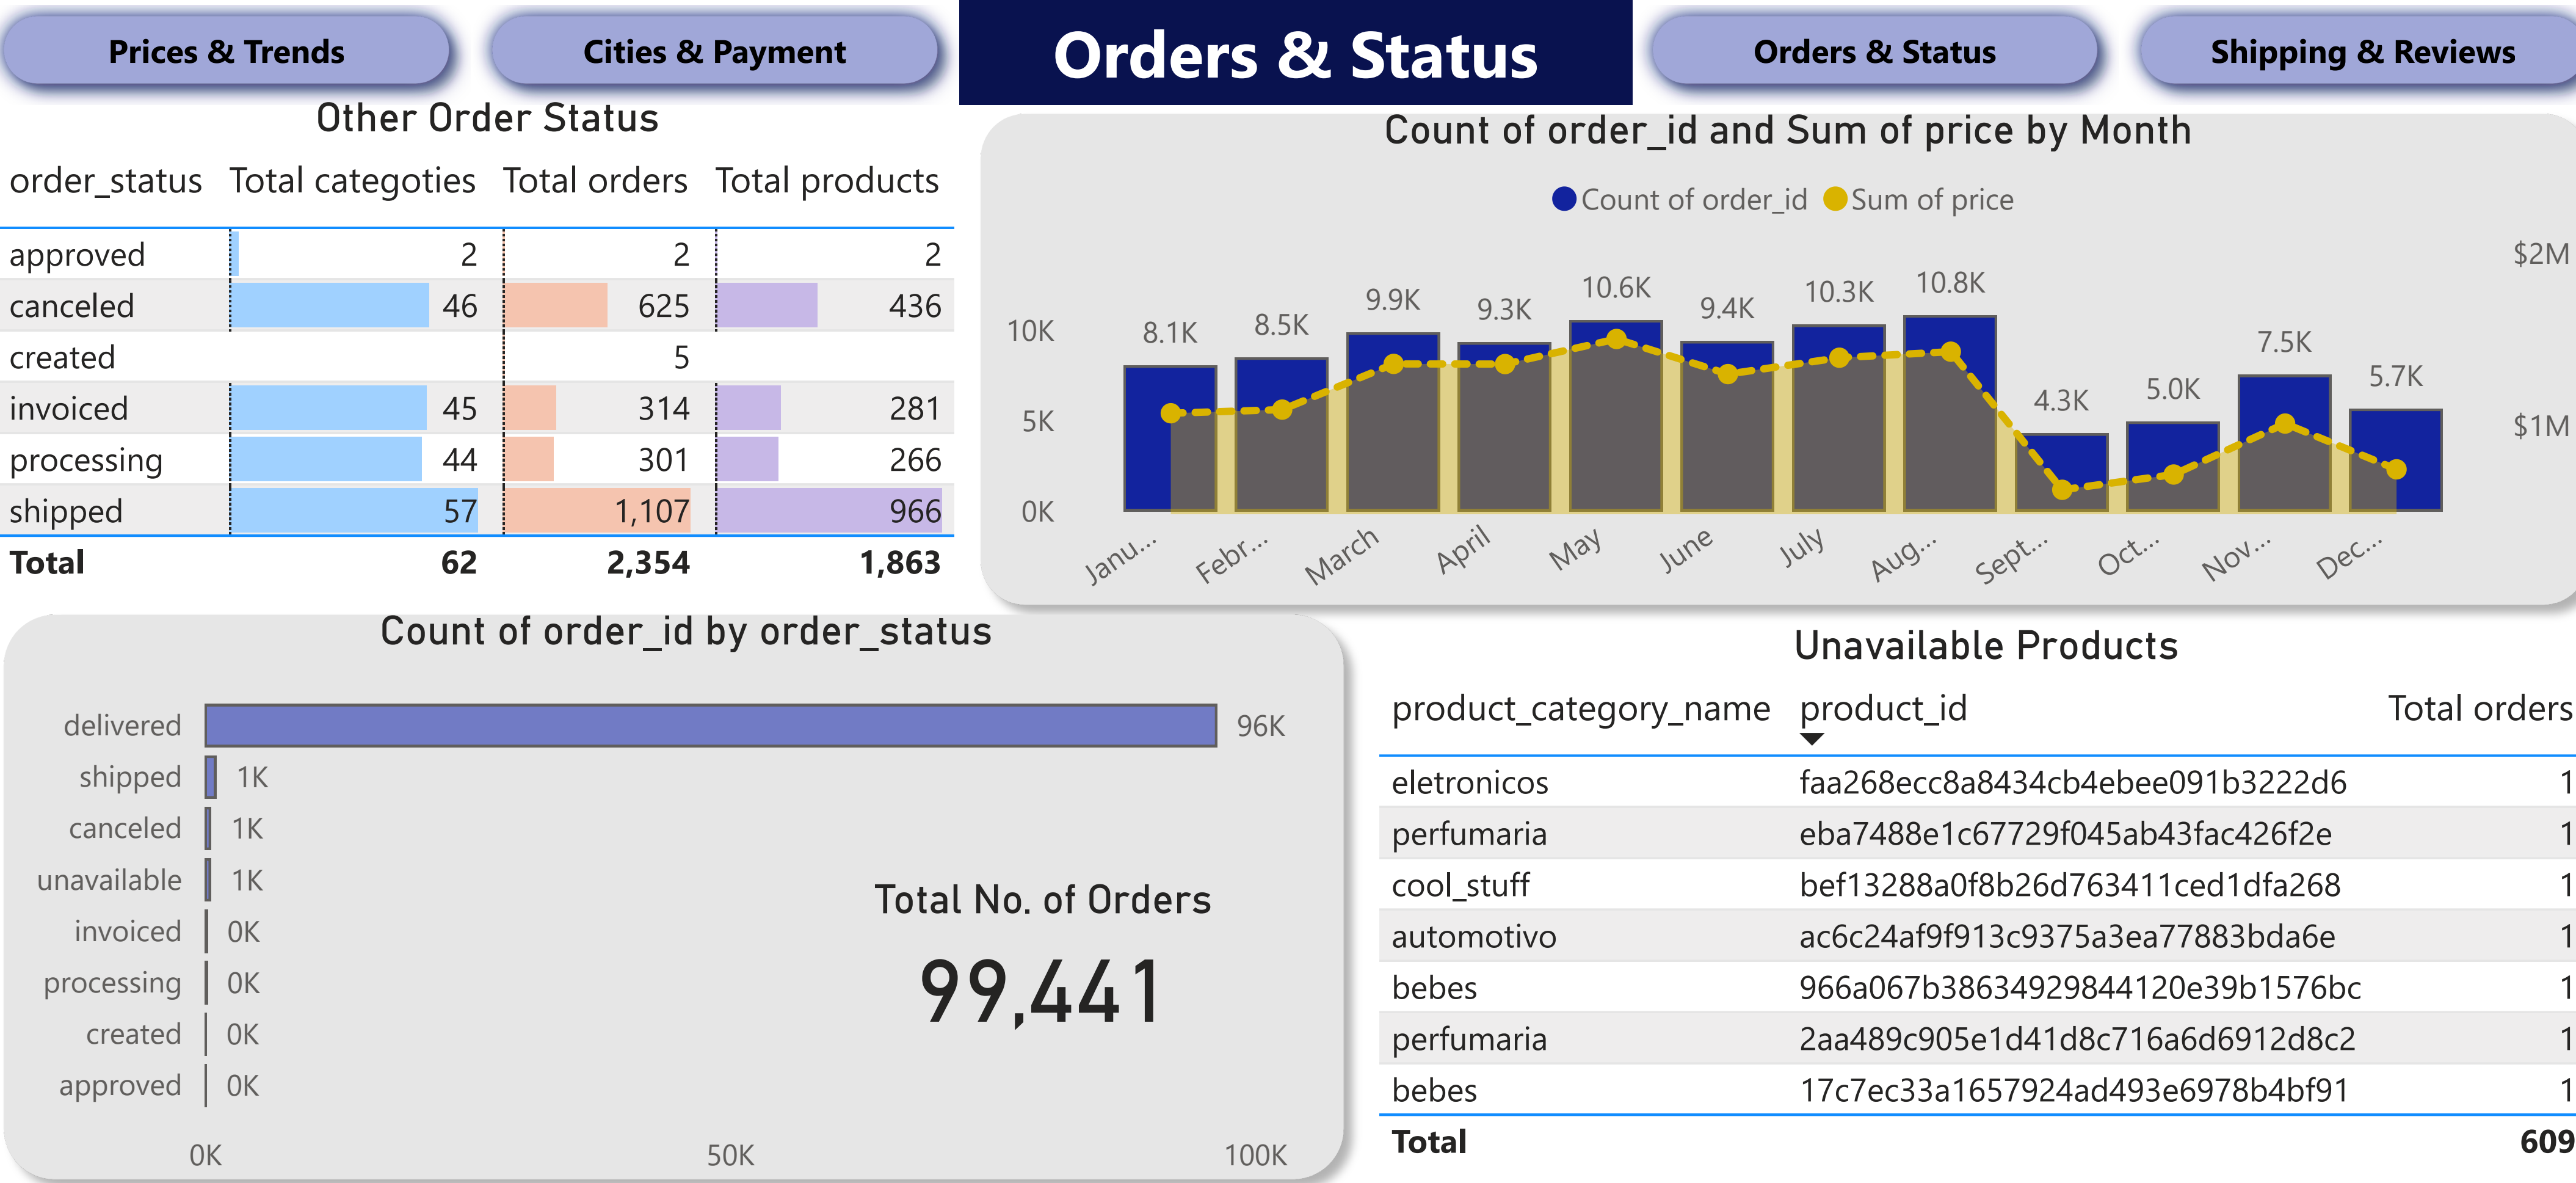 Prices & Trends
Cities & Payment
Orders & Status
Orders & Status
Shipping & Reviews
Other Order Status
order_status Total categoties Total orders Total products
approved 2 2 2
canceled 46 625 436
created 5
invoiced 45 314 281
processing 44 301 266
shipped 57 1,107 966
Total 62 2,354 1,863
Count of order_id and Sum of price by Month
Count of order_id Sum of price
$2M
$1M
10K
5K
0K
8.1K 8.5K 9.9K 9.3K 10.6K 9.4K 10.3K 10.8K 4.3K 5.0K 7.5K 5.7K
Janu... Febr... March April May June July Aug... Sept... Oct... Nov... Dec...
Count of order_id by order_status
delivered 96K
shipped 1K
canceled 1K
unavailable 1K
invoiced 0K
processing 0K
created 0K
approved 0K
0K 50K 100K
Total No. of Orders
99,441
Unavailable Products
product_category_name product_id Total orders
eletronicos faa268ecc8a8434cb4ebee091b3222d6 1
perfumaria eba7488e1c67729f045ab43fac426f2e 1
cool_stuff bef13288a0f8b26d763411ced1dfa268 1
automotivo ac6c24af9f913c9375a3ea77883bda6e 1
bebes 966a067b38634929844120e39b1576bc 1
perfumaria 2aa489c905e1d41d8c716a6d6912d8c2 1
bebes 17c7ec33a1657924ad493e6978b4bf91 1
Total 609